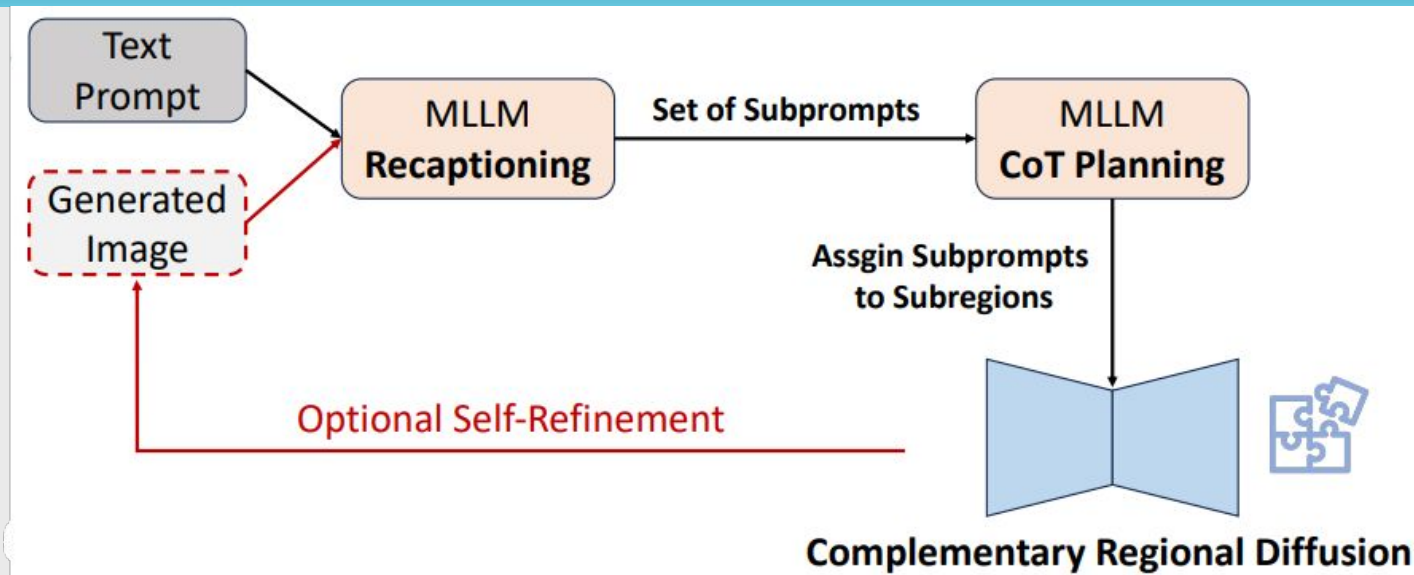 Text
Prompt
MLLM
Recaptioning
Set of Subprompts
MLLM
CoT Planning
Generated
Image
Assgin Subprompts
to Subregions
Optional Self-Refinement
Complementary Regional Diffusion